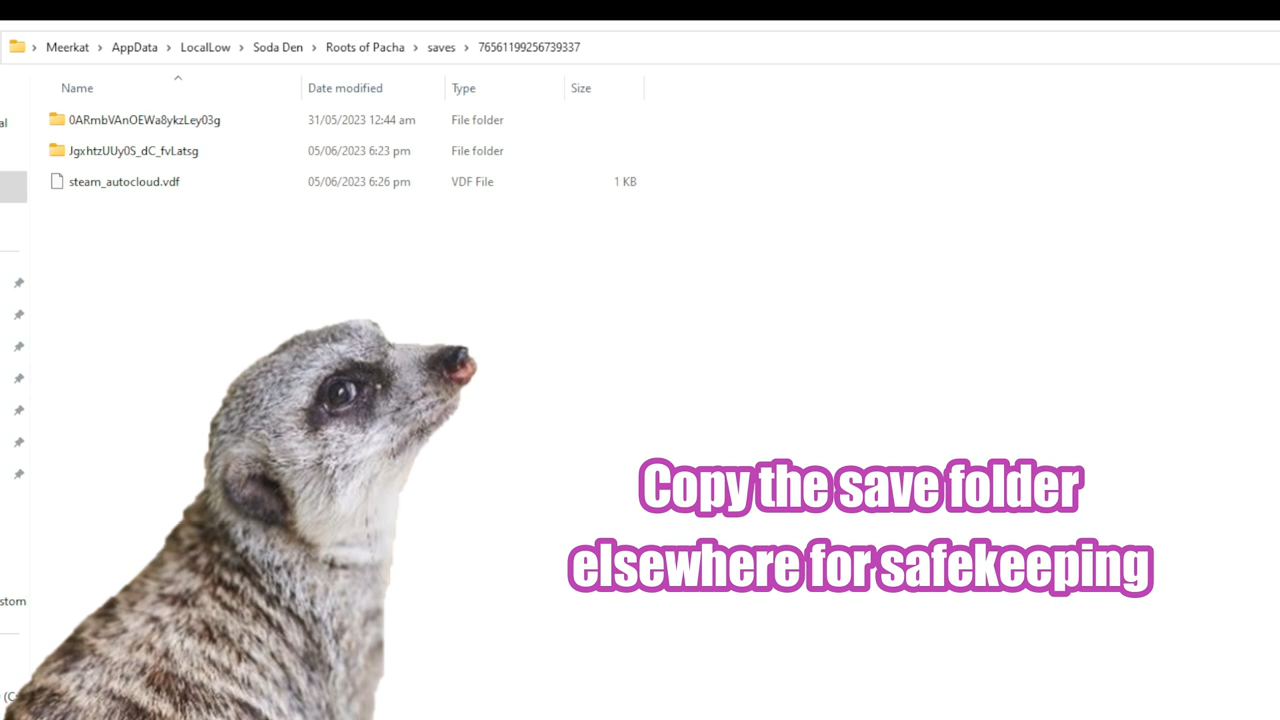 Meerkat > AppData > LocalLow > Soda Den > Roots of Pacha > saves > 76561199256739337
Name Date modified Type Size
0ARmbVAnOEWa8ykzLey03g 31/05/2023 12:44 am File folder
JgxhtzUUy0S_dC_fvLatsg 05/06/2023 6:23 pm File folder
steam_autocloud.vdf 05/06/2023 6:26 pm VDF File 1 KB
al
Copy the save folder
elsewhere for safekeeping
stom
(C: